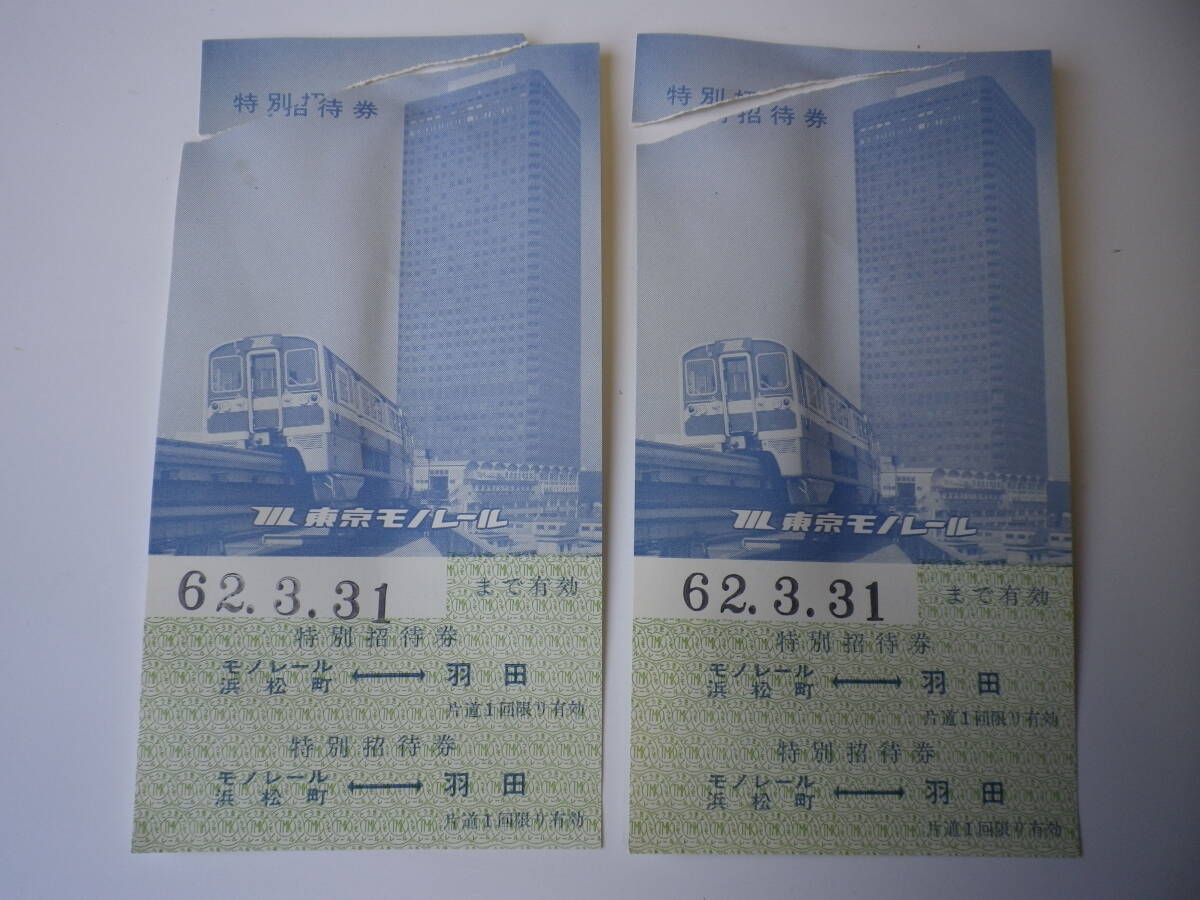 特別招待券
東京モノレール
62.3.31 まで有効
特別招待券
モノレール
浜松町 ⟷ 羽田
片道1回限り有効
特別招待券
モノレール
浜松町 ⟷ 羽田
片道1回限り有効
特別招待券
東京モノレール
62.3.31 まで有効
特別招待券
モノレール
浜松町 ⟷ 羽田
片道1回限り有効
特別招待券
モノレール
浜松町 ⟷ 羽田
片道1回限り有効